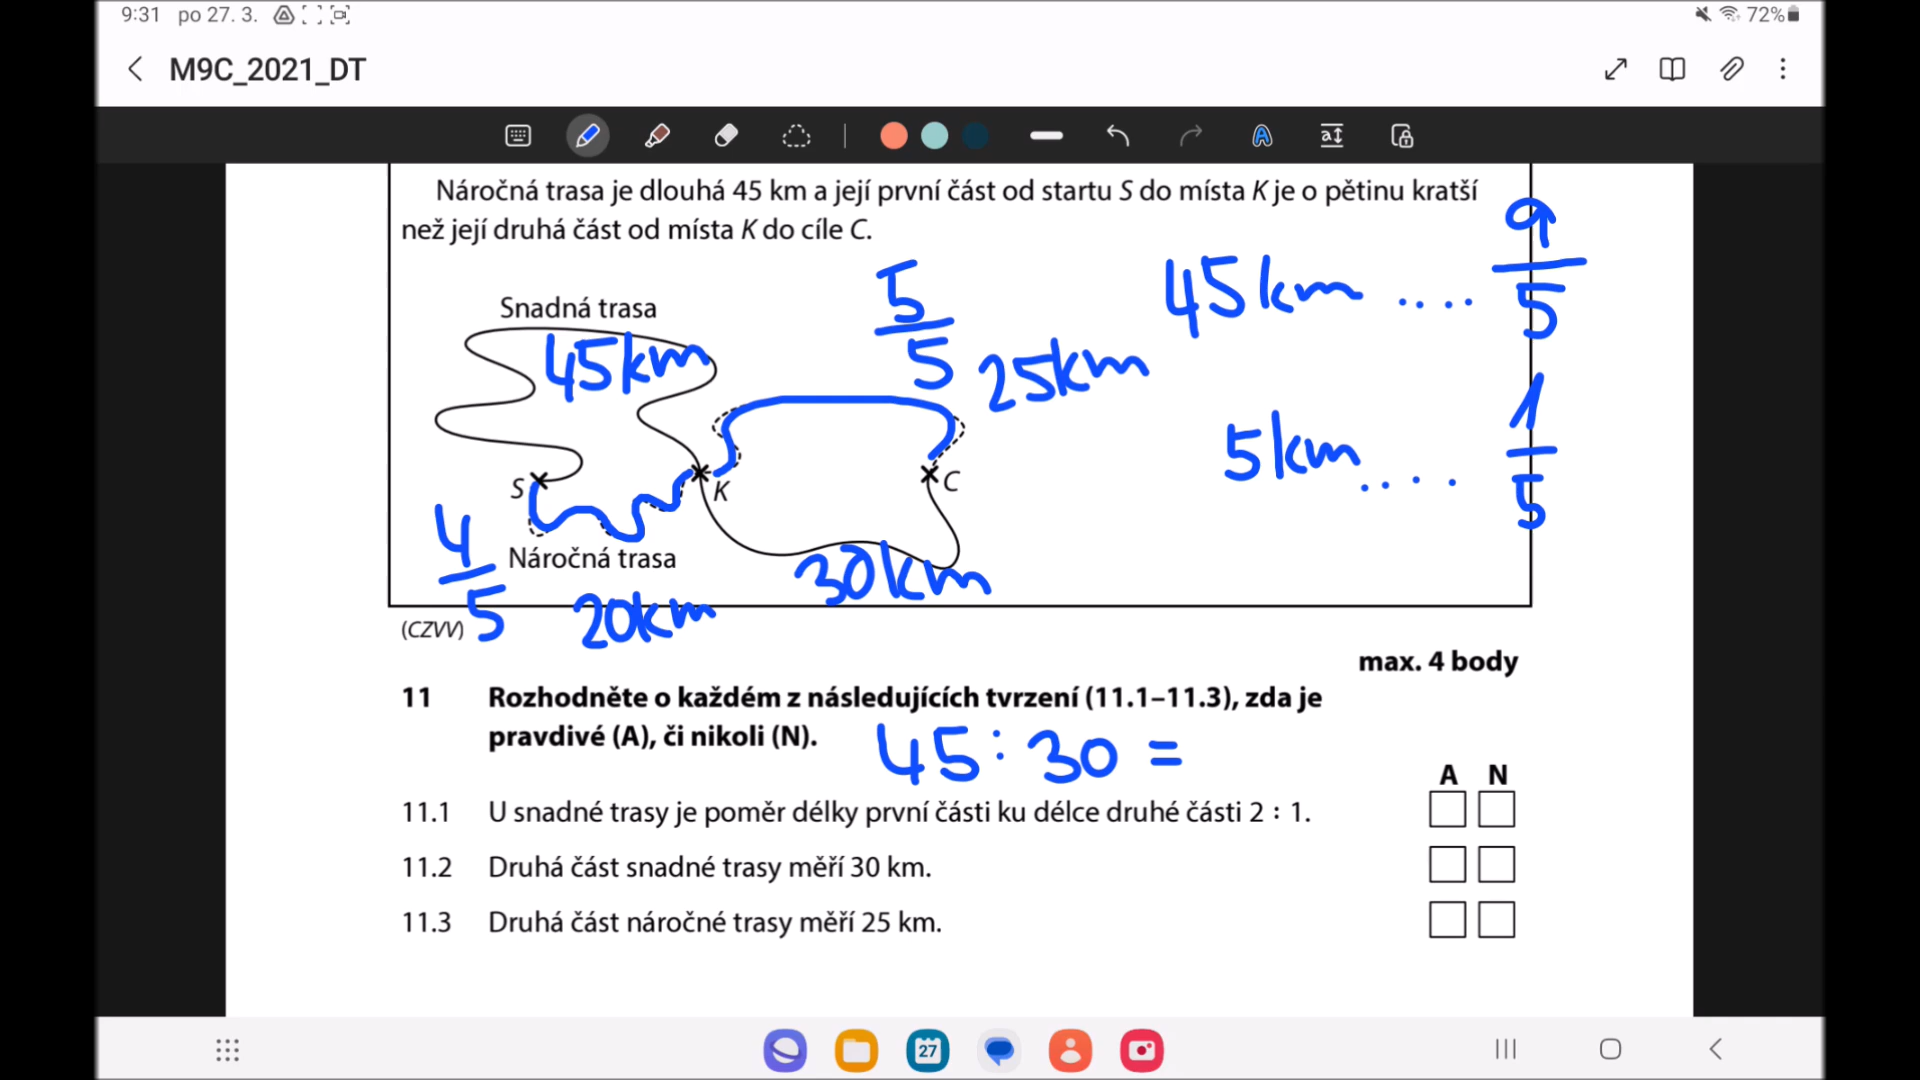 9:31 po 27. 3. 72%
M9C_2021_DT
Náročná trasa je dlouhá 45 km a její první část od startu S do místa K je o pětinu kratší
než její druhá část od místa K do cíle C.
45km .... 9/5
5/5 25km
Snadná trasa
45km
5km .... 1/5
S K C
4/5 Náročná trasa
30km
20km
(CZVV)
max. 4 body
11 Rozhodněte o každém z následujících tvrzení (11.1–11.3), zda je
pravdivé (A), či nikoli (N).
45 : 30 =
A N
11.1 U snadné trasy je poměr délky první části ku délce druhé části 2 : 1.
11.2 Druhá část snadné trasy měří 30 km.
11.3 Druhá část náročné trasy měří 25 km.
27